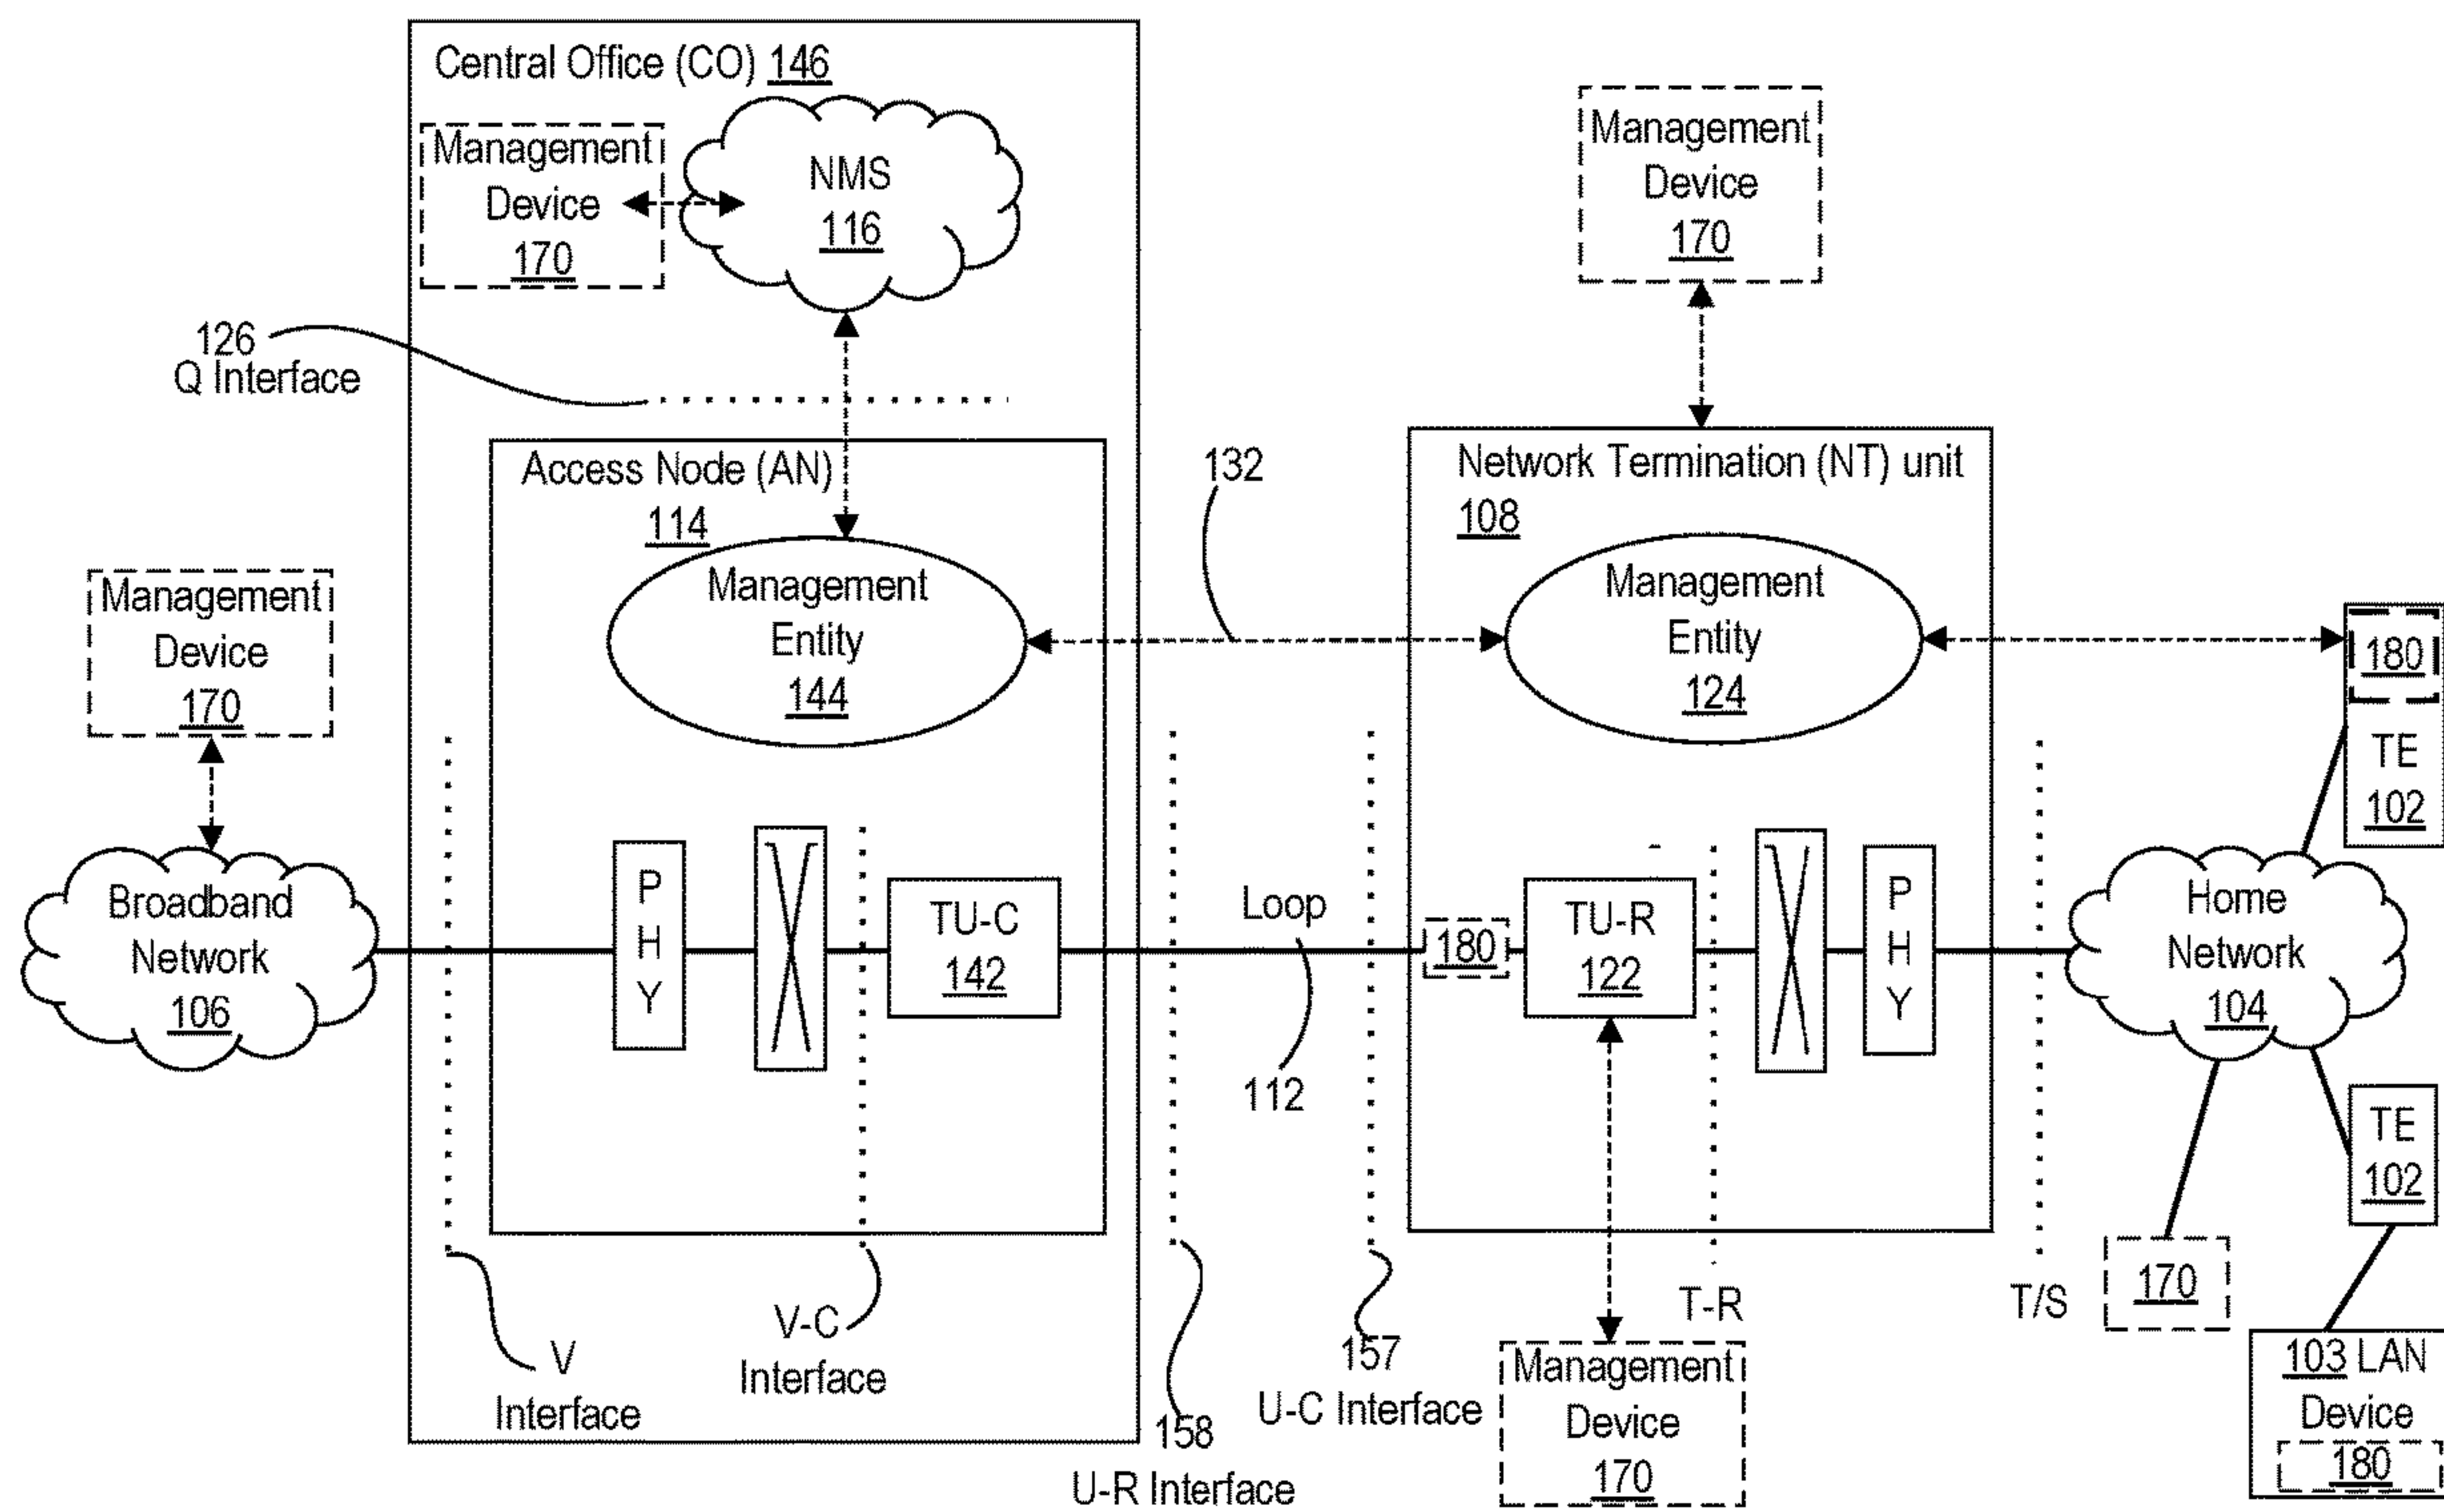 Central Office (CO) 146
Management
Device
170
NMS
116
Management
Device
170
126
Q Interface
Access Node (AN)
114
132
Network Termination (NT) unit
108
Management
Entity
144
Management
Entity
124
Management
Device
170
180
TE
102
Broadband
Network
106
P
H
Y
TU-C
142
Loop
112
180
TU-R
122
P
H
Y
Home
Network
104
TE
102
170
103 LAN
Device
180
V
Interface
V-C
Interface
158
U-R Interface
157
U-C Interface
T-R
T/S
Management
Device
170